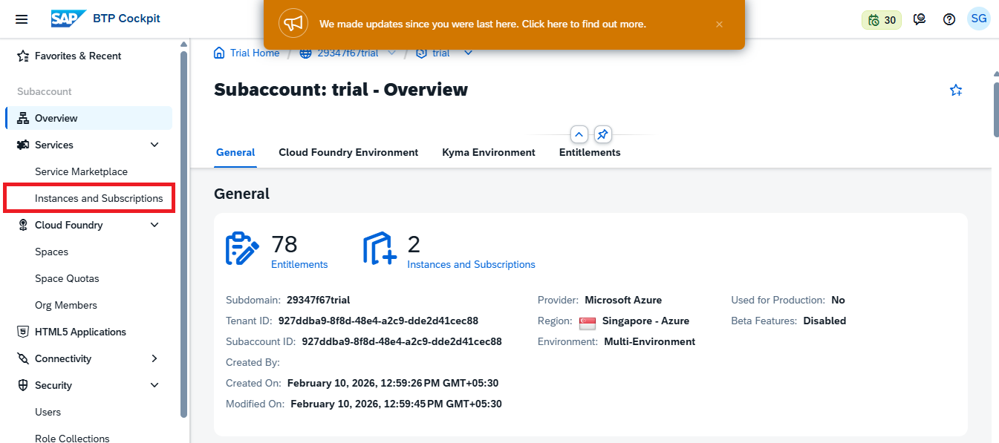 SAP BTP Cockpit
We made updates since you were last here. Click here to find out more.
30
SG
Favorites & Recent
Subaccount
Overview
Services
Service Marketplace
Instances and Subscriptions
Cloud Foundry
Spaces
Space Quotas
Org Members
HTML5 Applications
Connectivity
Security
Users
Role Collections
Trial Home / 29347f67trial / trial
Subaccount: trial - Overview
General Cloud Foundry Environment Kyma Environment Entitlements
General
78
Entitlements
2
Instances and Subscriptions
Subdomain: 29347f67trial
Tenant ID: 927ddba9-8f8d-48e4-a2c9-dde2d41cec88
Subaccount ID: 927ddba9-8f8d-48e4-a2c9-dde2d41cec88
Created By:
Created On: February 10, 2026, 12:59:26 PM GMT+05:30
Modified On: February 10, 2026, 12:59:45 PM GMT+05:30
Provider: Microsoft Azure
Region: Singapore - Azure
Environment: Multi-Environment
Used for Production: No
Beta Features: Disabled